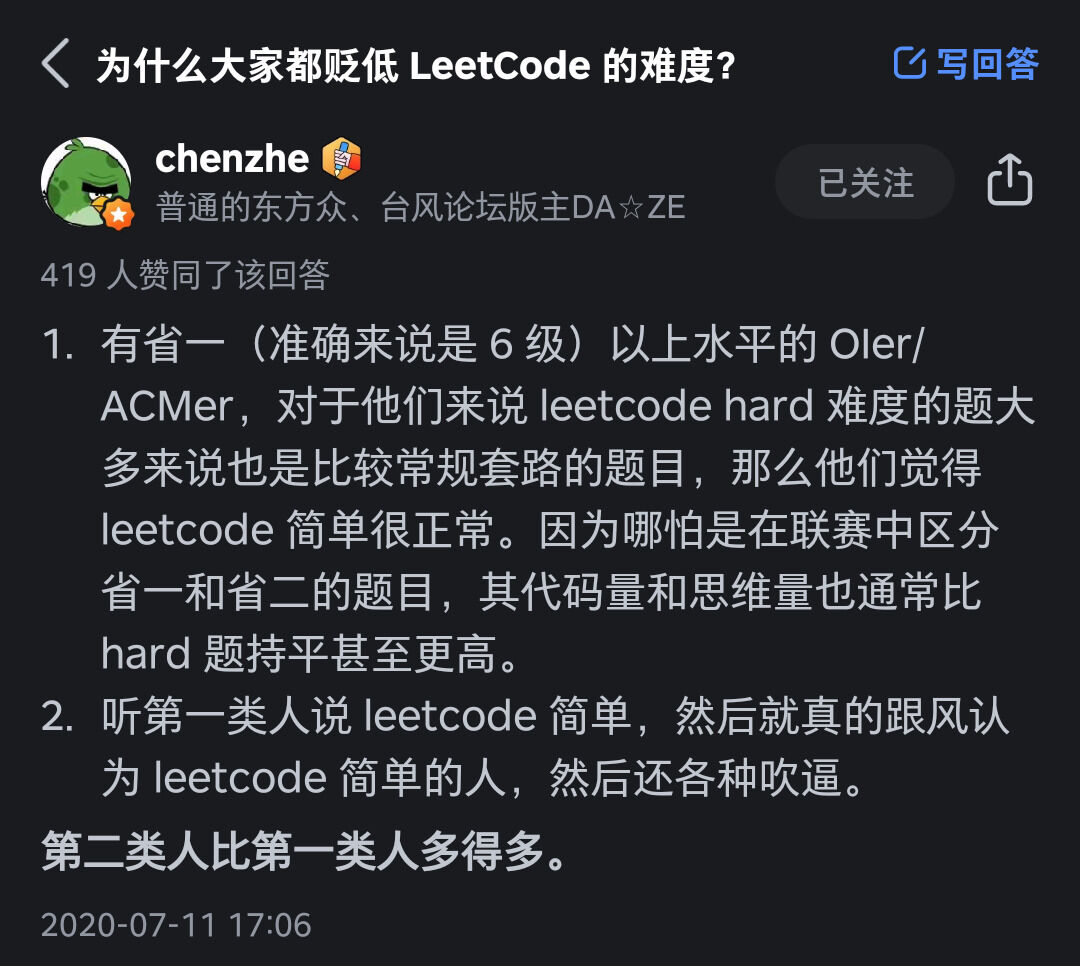 为什么大家都贬低 LeetCode 的难度?
写回答
chenzhe
普通的东方众、台风论坛版主DA☆ZE
已关注
419 人赞同了该回答
1. 有省一（准确来说是 6 级）以上水平的 OIer/
ACMer，对于他们来说 leetcode hard 难度的题大
多来说也是比较常规套路的题目，那么他们觉得
leetcode 简单很正常。因为哪怕是在联赛中区分
省一和省二的题目，其代码量和思维量也通常比
hard 题持平甚至更高。
2. 听第一类人说 leetcode 简单，然后就真的跟风认
为 leetcode 简单的人，然后还各种吹逼。
第二类人比第一类人多得多。
2020-07-11 17:06